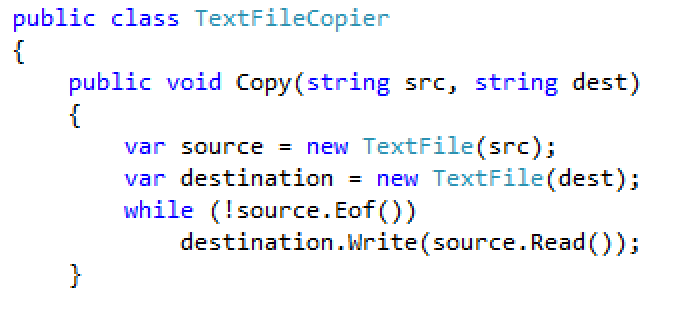 public class TextFileCopier
{
    public void Copy(string src, string dest)
    {
        var source = new TextFile(src);
        var destination = new TextFile(dest);
        while (!source.Eof())
            destination.Write(source.Read());
    }